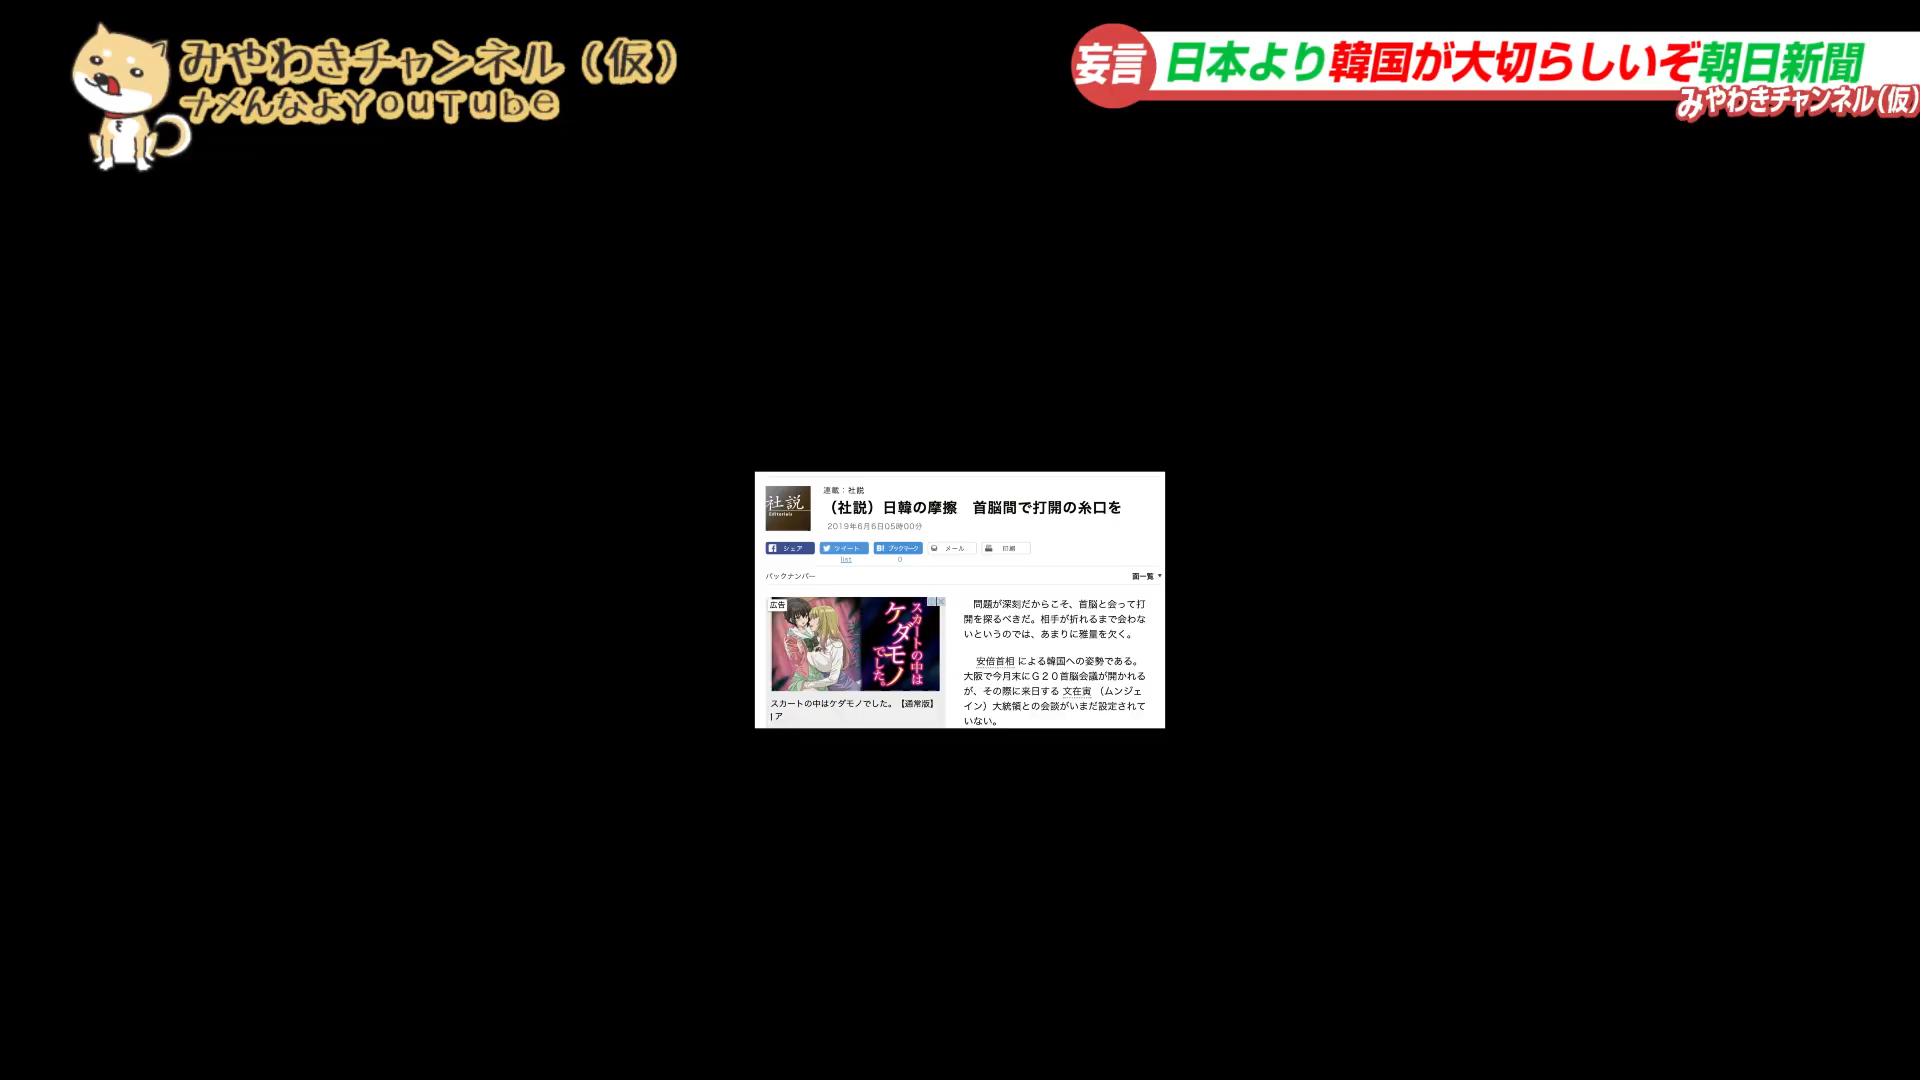 みやわきチャンネル（仮）
ナメんなよYouTube
妄言 日本より韓国が大切らしいぞ朝日新聞
みやわきチャンネル(仮)
社説
Editorials
連載：社説
（社説）日韓の摩擦　首脳間で打開の糸口を
2019年6月6日05時00分
シェア ツイート B! ブックマーク メール 印刷
list 0
バックナンバー 面一覧 ▼
広告
スカートの中は
ケダモノ
でした。
スカートの中はケダモノでした。【通常版】
| ア
問題が深刻だからこそ、首脳と会って打
開を探るべきだ。相手が折れるまで会わな
いというのでは、あまりに雅量を欠く。
安倍首相 による韓国への姿勢である。
大阪で今月末にＧ２０首脳会議が開かれる
が、その際に来日する 文在寅 （ムンジェ
イン）大統領との会談がいまだ設定されて
いない。